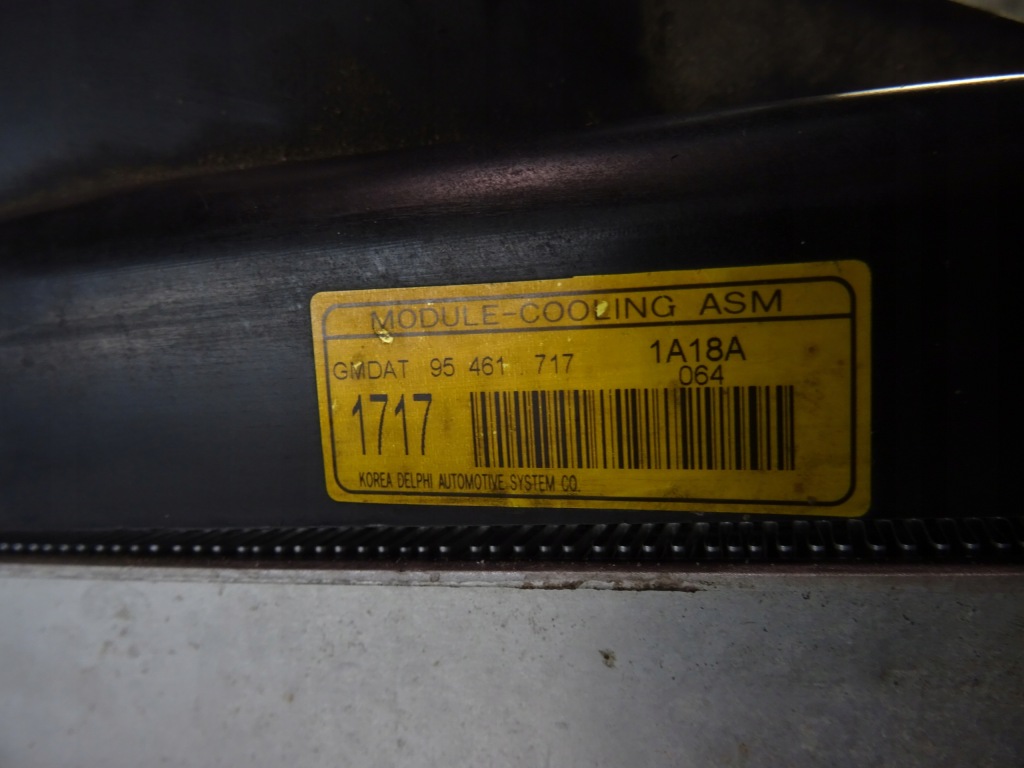 MODULE-COOLING ASM
GMDAT 95 461 717 1A18A
064
1717
KOREA DELPHI AUTOMOTIVE SYSTEM CO.